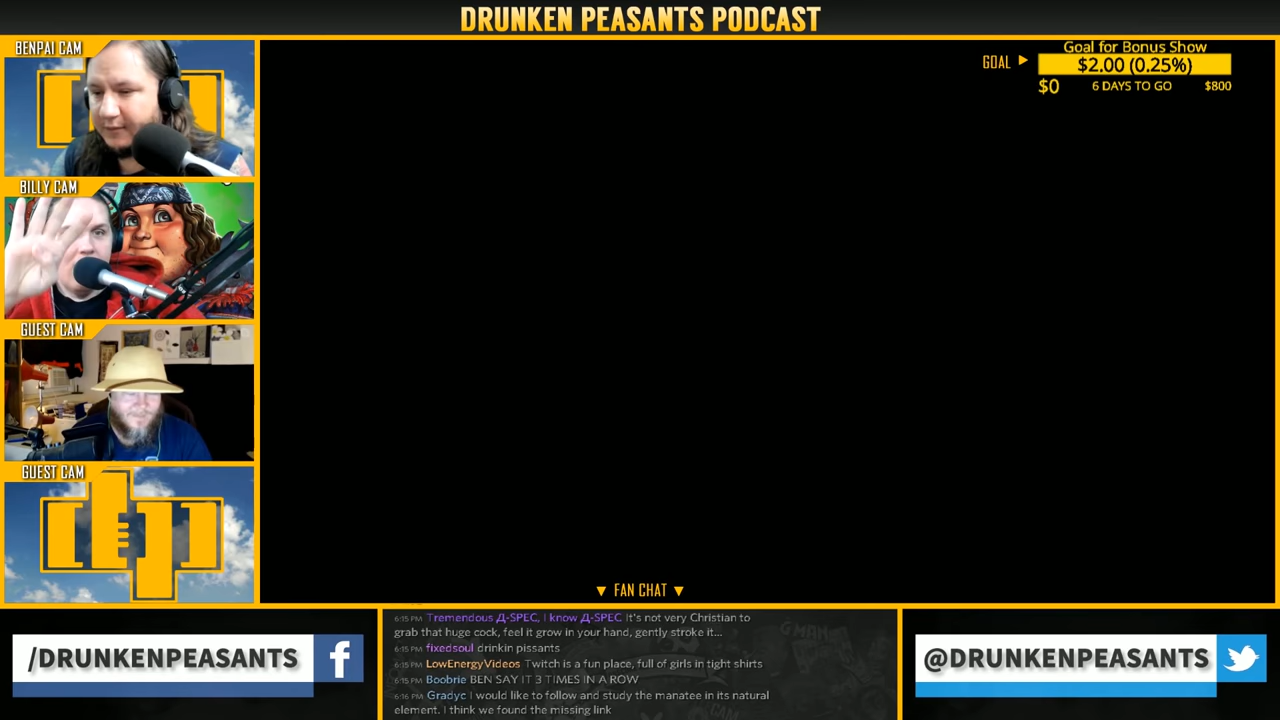 DRUNKEN PEASANTS PODCAST
BENPAI CAM
BILLY CAM
GUEST CAM
GUEST CAM
GOAL ►
Goal for Bonus Show
$2.00 (0.25%)
$0 6 DAYS TO GO $800
▼ FAN CHAT ▼
/DRUNKENPEASANTS f
6:15 PM Tremendous Д-SPEC, I know Д-SPEC It's not very Christian to
grab that huge cock, feel it grow in your hand, gently stroke it...
6:15 PM fixedsoul drinkin pissants
6:15 PM LowEnergyVideos Twitch is a fun place, full of girls in tight shirts
6:15 PM Boobrie BEN SAY IT 3 TIMES IN A ROW
6:16 PM Gradyc I would like to follow and study the manatee in its natural
element. I think we found the missing link
@DRUNKENPEASANTS